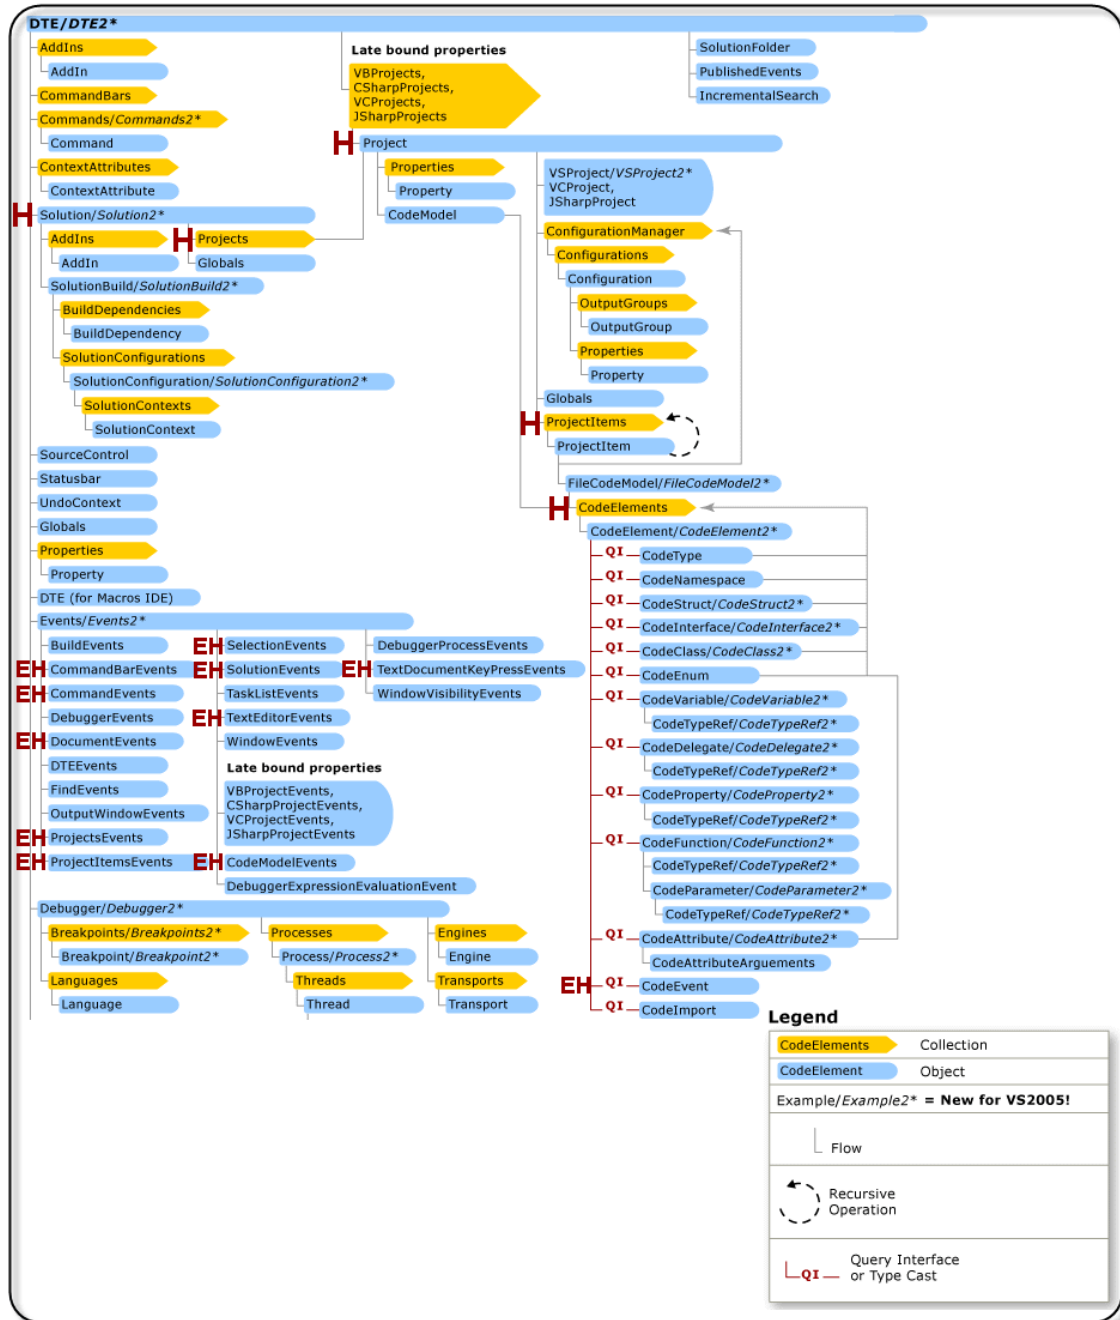 DTE/DTE2*
AddIns
AddIn
CommandBars
Commands/Commands2*
Command
ContextAttributes
ContextAttribute
H
Solution/Solution2*
AddIns
AddIn
H
Projects
Globals
SolutionBuild/SolutionBuild2*
BuildDependencies
BuildDependency
SolutionConfigurations
SolutionConfiguration/SolutionConfiguration2*
SolutionContexts
SolutionContext
SourceControl
Statusbar
UndoContext
Globals
Properties
Property
DTE (for Macros IDE)
Events/Events2*
BuildEvents
EH
CommandBarEvents
EH
CommandEvents
DebuggerEvents
EH
DocumentEvents
DTEEvents
FindEvents
OutputWindowEvents
EH
ProjectsEvents
EH
ProjectItemsEvents
EH
SelectionEvents
EH
SolutionEvents
TaskListEvents
EH
TextEditorEvents
WindowEvents
Late bound properties
VBProjectEvents,
CSharpProjectEvents,
VCProjectEvents,
JSharpProjectEvents
EH
CodeModelEvents
DebuggerExpressionEvaluationEvent
DebuggerProcessEvents
EH
TextDocumentKeyPressEvents
WindowVisibilityEvents
Debugger/Debugger2*
Breakpoints/Breakpoints2*
Breakpoint/Breakpoint2*
Languages
Language
Processes
Process/Process2*
Threads
Thread
Engines
Engine
Transports
Transport
Late bound properties
VBProjects,
CSharpProjects,
VCProjects,
JSharpProjects
H
Project
Properties
Property
CodeModel
VSProject/VSProject2*
VCProject,
JSharpProject
ConfigurationManager
Configurations
Configuration
OutputGroups
OutputGroup
Properties
Property
Globals
H
ProjectItems
ProjectItem
FileCodeModel/FileCodeModel2*
H
CodeElements
CodeElement/CodeElement2*
QI
CodeType
QI
CodeNamespace
QI
CodeStruct/CodeStruct2*
QI
CodeInterface/CodeInterface2*
QI
CodeClass/CodeClass2*
QI
CodeEnum
QI
CodeVariable/CodeVariable2*
CodeTypeRef/CodeTypeRef2*
QI
CodeDelegate/CodeDelegate2*
CodeTypeRef/CodeTypeRef2*
QI
CodeProperty/CodeProperty2*
CodeTypeRef/CodeTypeRef2*
QI
CodeFunction/CodeFunction2*
CodeTypeRef/CodeTypeRef2*
CodeParameter/CodeParameter2*
CodeTypeRef/CodeTypeRef2*
QI
CodeAttribute/CodeAttribute2*
CodeAttributeArguements
EH
QI
CodeEvent
QI
CodeImport
SolutionFolder
PublishedEvents
IncrementalSearch
Legend
CodeElements
Collection
CodeElement
Object
Example/Example2* = New for VS2005!
Flow
Recursive
Operation
QI
Query Interface
or Type Cast